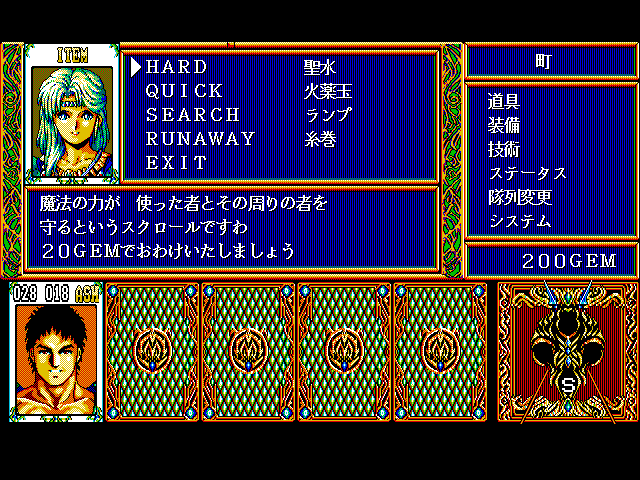 ITEM
HARD 聖水
QUICK 火薬玉
SEARCH ランプ
RUNAWAY 糸巻
EXIT
町
道具
装備
技術
ステータス
隊列変更
システム
魔法の力が 使った者とその周りの者を
守るというスクロールですわ
20GEMでおわけいたしましょう
200GEM
028 018 ASH
S